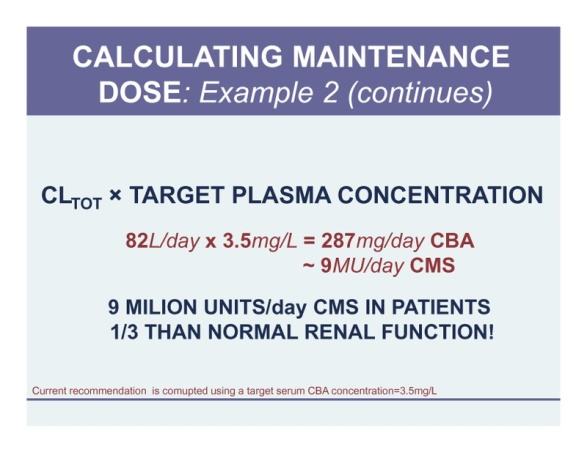 CALCULATING MAINTENANCE
DOSE: Example 2 (continues)
CLTOT × TARGET PLASMA CONCENTRATION
82L/day x 3.5mg/L = 287mg/day CBA
~ 9MU/day CMS
9 MILION UNITS/day CMS IN PATIENTS
1/3 THAN NORMAL RENAL FUNCTION!
Current recommendation is comupted using a target serum CBA concentration=3.5mg/L